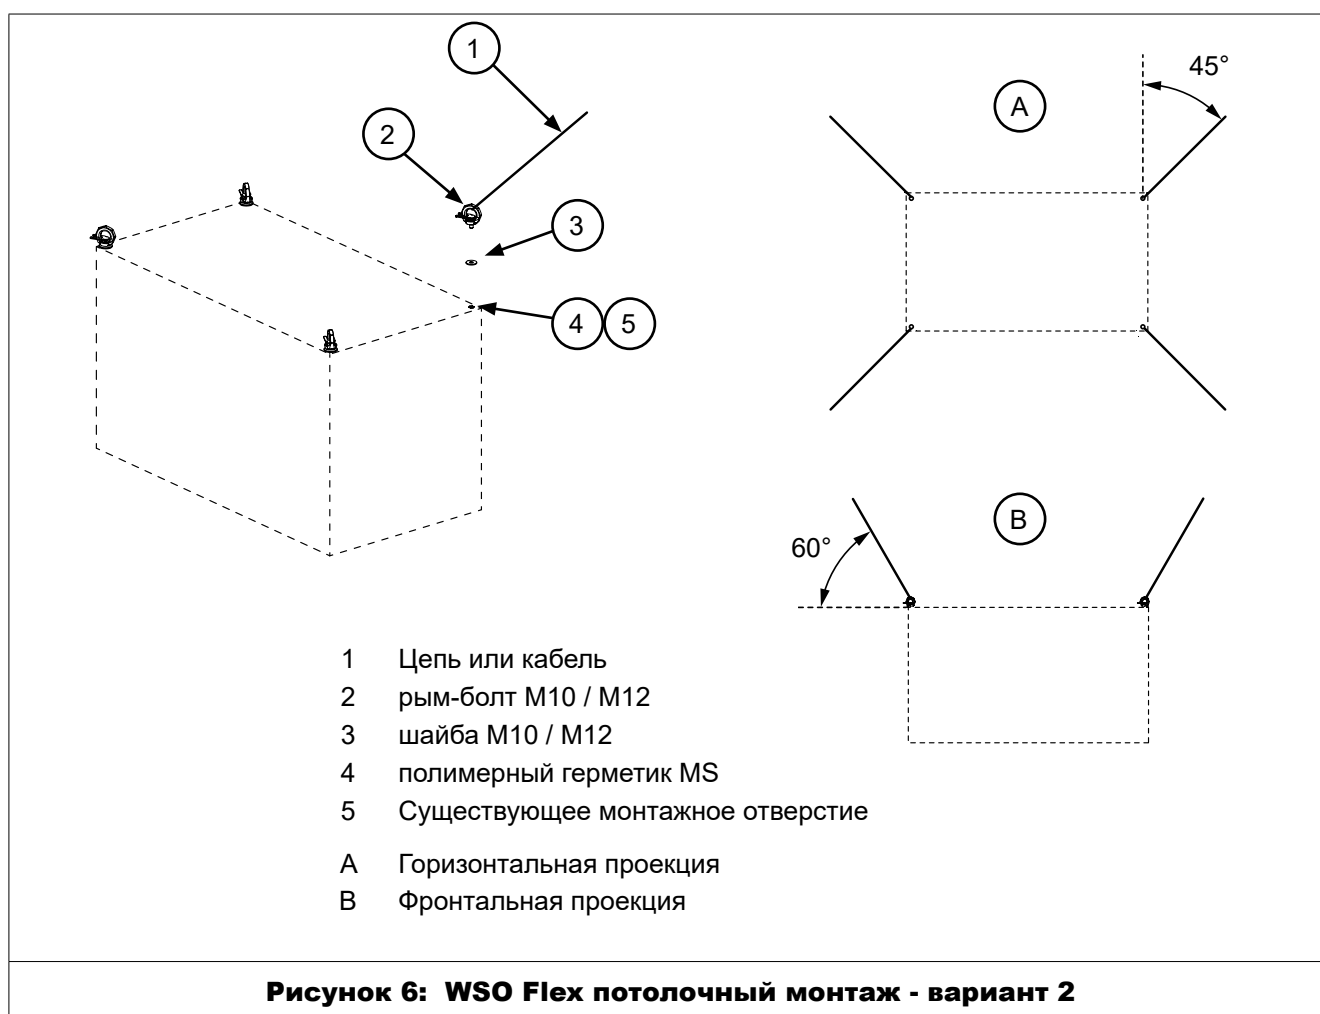 1
2
3
4 5
A
45°
B
60°
1 Цепь или кабель
2 рым-болт M10 / M12
3 шайба M10 / M12
4 полимерный герметик MS
5 Существующее монтажное отверстие
A Горизонтальная проекция
B Фронтальная проекция
Рисунок 6: WSO Flex потолочный монтаж - вариант 2